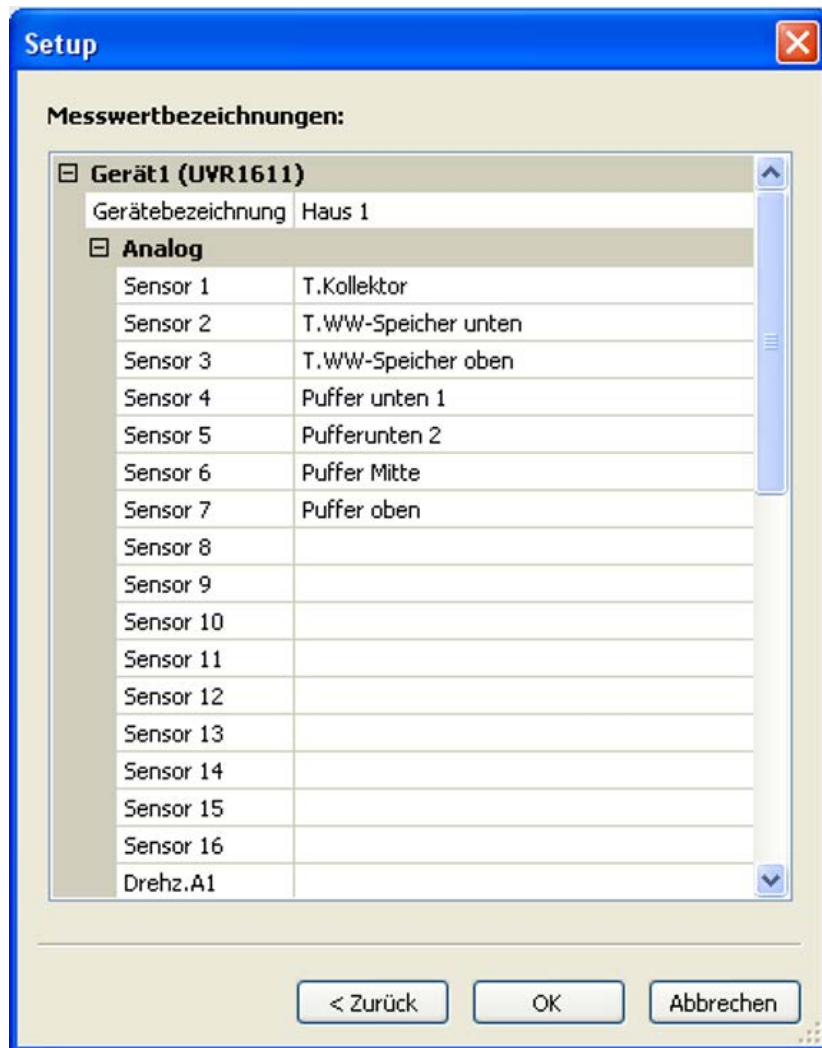 Setup
Messwertbezeichnungen:
Gerät1 (UVR1611)
Gerätebezeichnung Haus 1
Analog
Sensor 1 T.Kollektor
Sensor 2 T.WW-Speicher unten
Sensor 3 T.WW-Speicher oben
Sensor 4 Puffer unten 1
Sensor 5 Pufferunten 2
Sensor 6 Puffer Mitte
Sensor 7 Puffer oben
Sensor 8
Sensor 9
Sensor 10
Sensor 11
Sensor 12
Sensor 13
Sensor 14
Sensor 15
Sensor 16
Drehz.A1
< Zurück OK Abbrechen